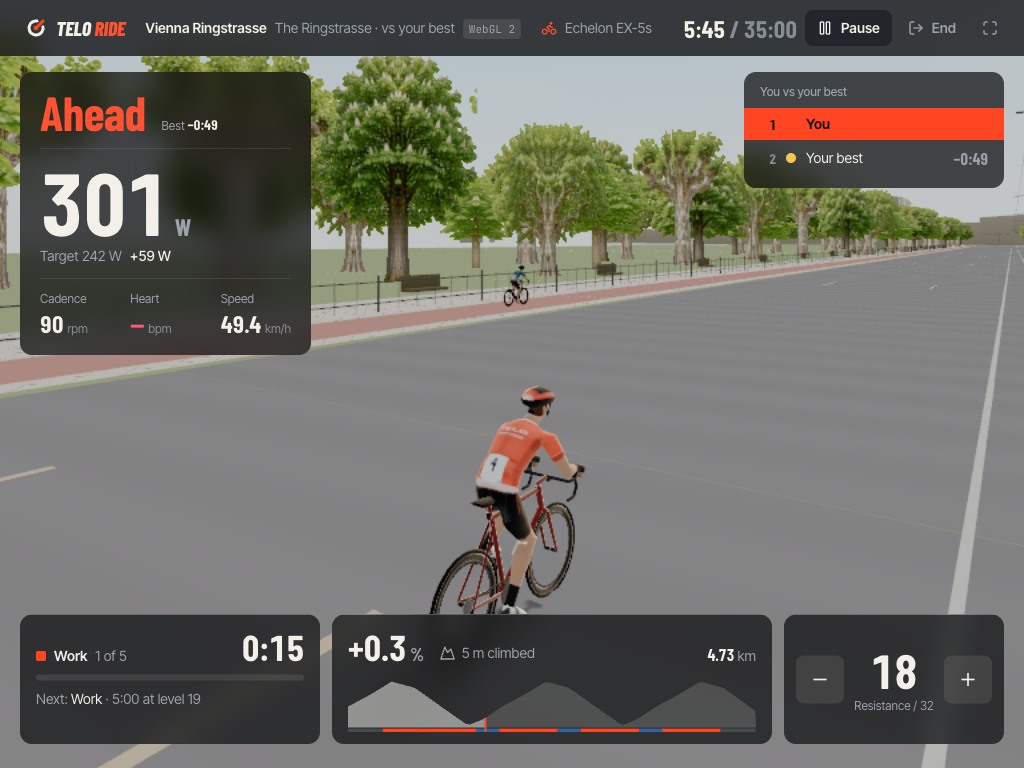 TELO RIDE Vienna Ringstrasse The Ringstrasse · vs your best WebGL 2 Echelon EX-5s 5:45 / 35:00 Pause End
Ahead Best −0:49
301 W
Target 242 W +59 W
Cadence Heart Speed
90 rpm — bpm 49.4 km/h
You vs your best
1 You
2 Your best −0:49
TELO
4
Work 1 of 5 0:15
Next: Work · 5:00 at level 19
+0.3 % 5 m climbed 4.73 km
− 18 +
Resistance / 32